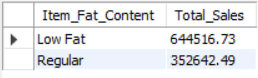 Item_Fat_Content Total_Sales
Low Fat 644516.73
Regular 352642.49